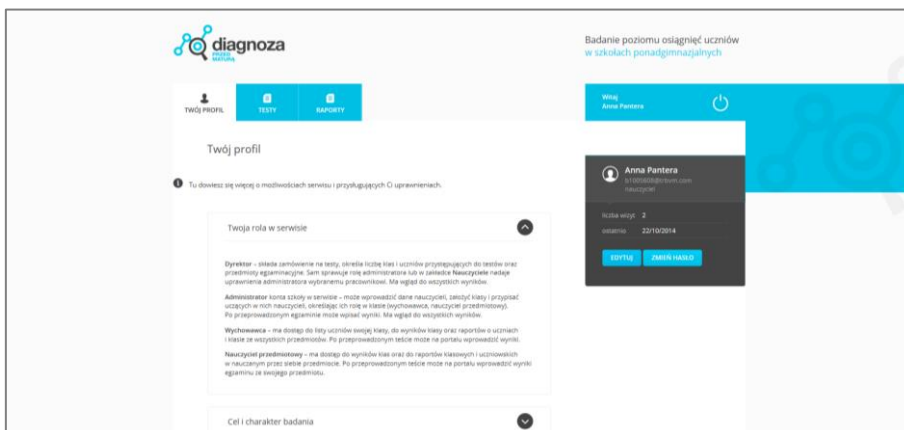 diagnoza
PRZED
MATURĄ
Badanie poziomu osiągnięć uczniów
w szkołach ponadgimnazjalnych
TWÓJ PROFIL
TESTY
RAPORTY
Witaj
Anna Pantera
Twój profil
Tu dowiesz się więcej o możliwościach serwisu i przysługujących Ci uprawnieniach.
Twoja rola w serwisie
Dyrektor – składa zamówienie na testy, określa liczbę klas i uczniów przystępujących do testów oraz
przedmioty egzaminacyjne. Sam sprawuje rolę administratora lub w zakładce Nauczyciele nadaje
uprawnienia administratora wybranemu pracownikowi. Ma wgląd do wszystkich wyników.
Administrator konta szkoły w serwisie – może wprowadzić dane nauczycieli, założyć klasy i przypisać
uczących w nich nauczycieli, określając ich rolę w klasie (wychowawca, nauczyciel przedmiotowy).
Po przeprowadzonym egzaminie może wpisać wyniki. Ma wgląd do wszystkich wyników.
Wychowawca – ma dostęp do listy uczniów swojej klasy, do wyników klasy oraz raportów o uczniach
i klasie ze wszystkich przedmiotów. Po przeprowadzonym teście może na portalu wprowadzić wyniki.
Nauczyciel przedmiotowy – ma dostęp do wyników klas oraz do raportów klasowych i uczniowskich
w nauczanym przez siebie przedmiocie. Po przeprowadzonym teście może na portalu wprowadzić wyniki
egzaminu ze swojego przedmiotu.
Cel i charakter badania
Anna Pantera
nauczyciel
liczba wizyt 2
ostatnia 22/10/2014
EDYTUJ
ZMIEŃ HASŁO